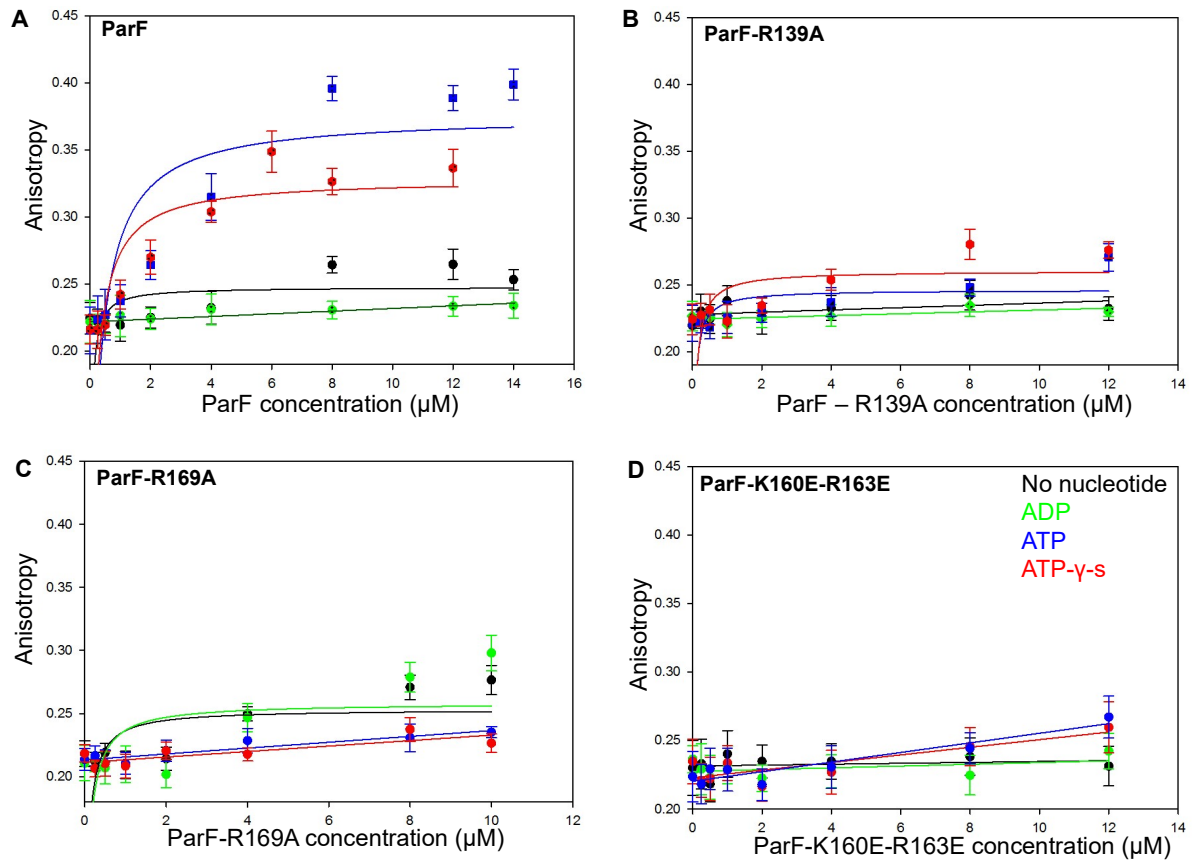 A
ParF
0.45
0.40
0.35
0.30
0.25
0.20
Anisotropy
0 2 4 6 8 10 12 14 16
ParF concentration (µM)
B
ParF-R139A
0.45
0.40
0.35
0.30
0.25
0.20
Anisotropy
0 2 4 6 8 10 12 14
ParF – R139A concentration (µM)
C
ParF-R169A
0.45
0.40
0.35
0.30
0.25
0.20
Anisotropy
0 2 4 6 8 10 12
ParF-R169A concentration (µM)
D
ParF-K160E-R163E
No nucleotide
ADP
ATP
ATP-γ-s
0.45
0.40
0.35
0.30
0.25
0.20
Anisotropy
0 2 4 6 8 10 12 14
ParF-K160E-R163E concentration (µM)